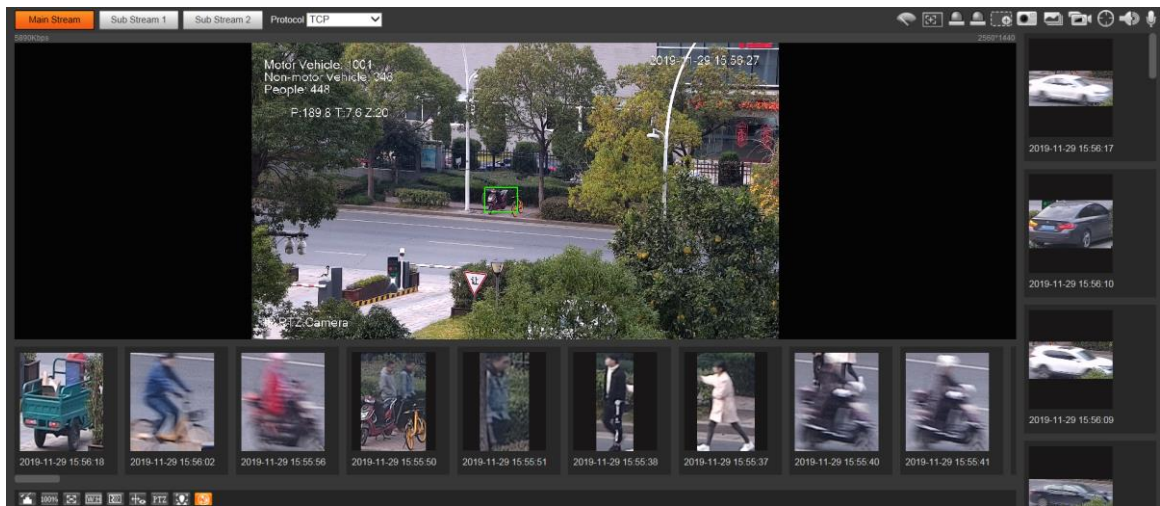 Main Stream Sub Stream 1 Sub Stream 2 Protocol TCP
5890Kbps 2560*1440
Motor Vehicle: 1001 2019-11-29 15:56:27
Non-motor Vehicle: 348
People: 448
P:189.8 T:7.6 Z:20
让
PTZ Camera
2019-11-29 15:56:17
2019-11-29 15:56:10
2019-11-29 15:56:09
2019-11-29 15:56:18 2019-11-29 15:56:02 2019-11-29 15:55:56 2019-11-29 15:55:50 2019-11-29 15:55:51 2019-11-29 15:55:38 2019-11-29 15:55:37 2019-11-29 15:55:40 2019-11-29 15:55:41
100% W:H PTZ